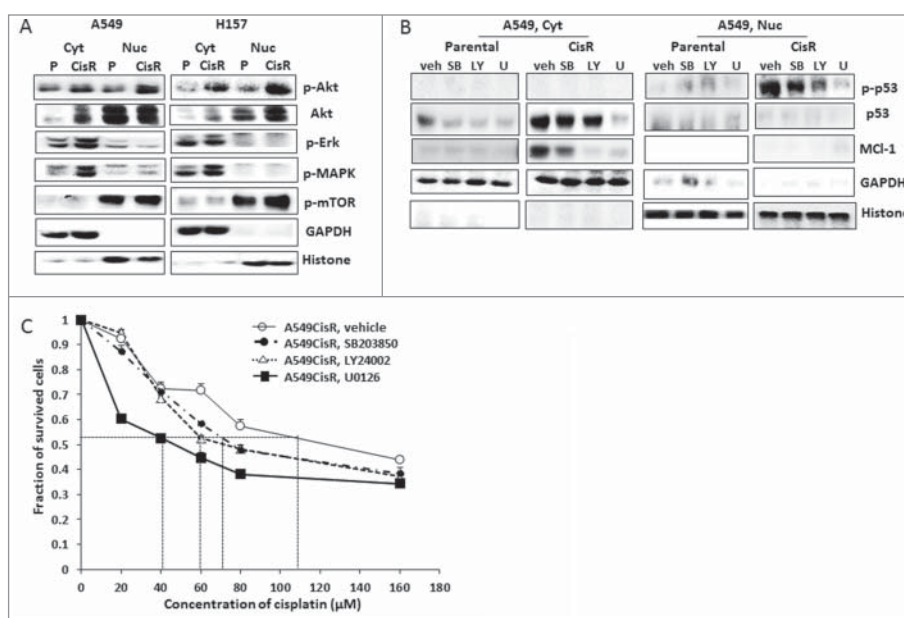 A
A549
H157
Cyt Nuc Cyt Nuc
P CisR P CisR P CisR P CisR
p-Akt
Akt
p-Erk
p-MAPK
p-mTOR
GAPDH
Histone
B
A549, Cyt
A549, Nuc
Parental CisR Parental CisR
veh SB LY U veh SB LY U veh SB LY U veh SB LY U
p-p53
p53
MCl-1
GAPDH
Histone
C
Fraction of survived cells
1
0.9
0.8
0.7
0.6
0.5
0.4
0.3
0.2
0.1
0
A549CisR, vehicle
A549CisR, SB203850
A549CisR, LY24002
A549CisR, U0126
0 20 40 60 80 100 120 140 160 180
Concentration of cisplatin (µM)